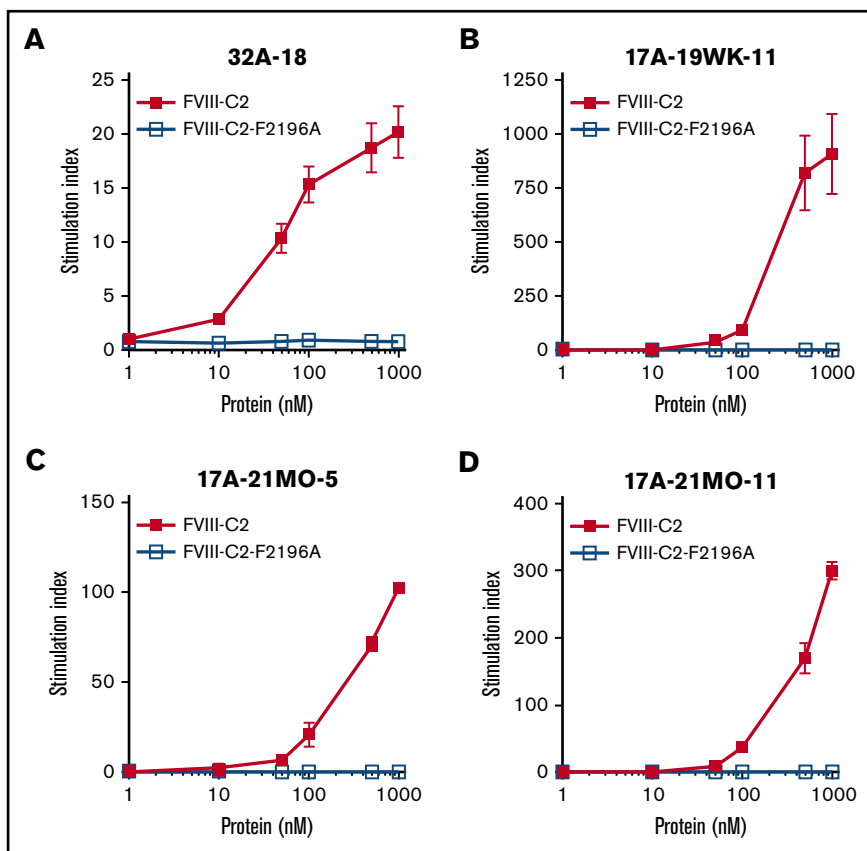 A
32A-18
FVIII-C2
FVIII-C2-F2196A
Stimulation index
25
20
15
10
5
0
1 10 100 1000
Protein (nM)
B
17A-19WK-11
FVIII-C2
FVIII-C2-F2196A
Stimulation index
1250
1000
750
500
250
0
1 10 100 1000
Protein (nM)
C
17A-21MO-5
FVIII-C2
FVIII-C2-F2196A
Stimulation index
150
100
50
0
1 10 100 1000
Protein (nM)
D
17A-21MO-11
FVIII-C2
FVIII-C2-F2196A
Stimulation index
400
300
200
100
0
1 10 100 1000
Protein (nM)